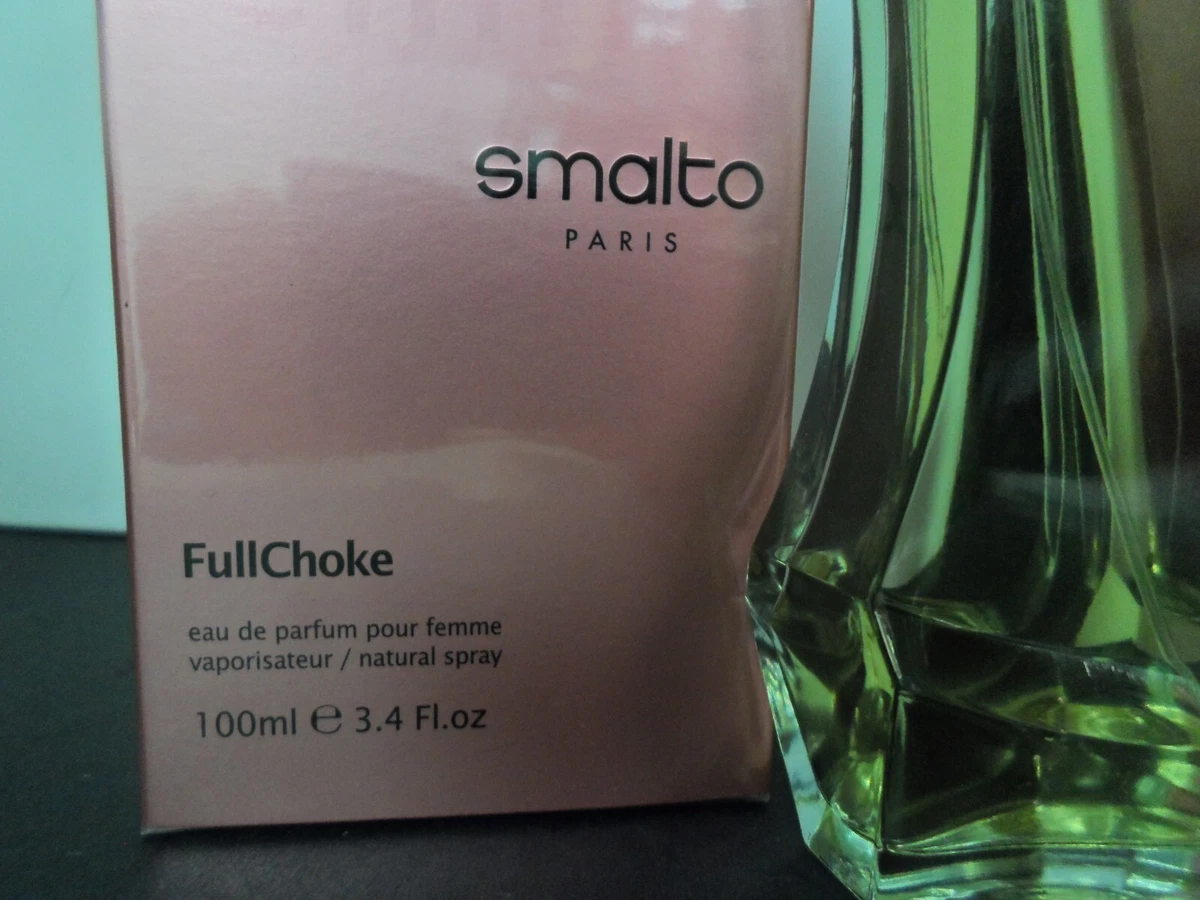 smalto
PARIS
FullChoke
eau de parfum pour femme
vaporisateur / natural spray
100ml ℮ 3.4 Fl.oz